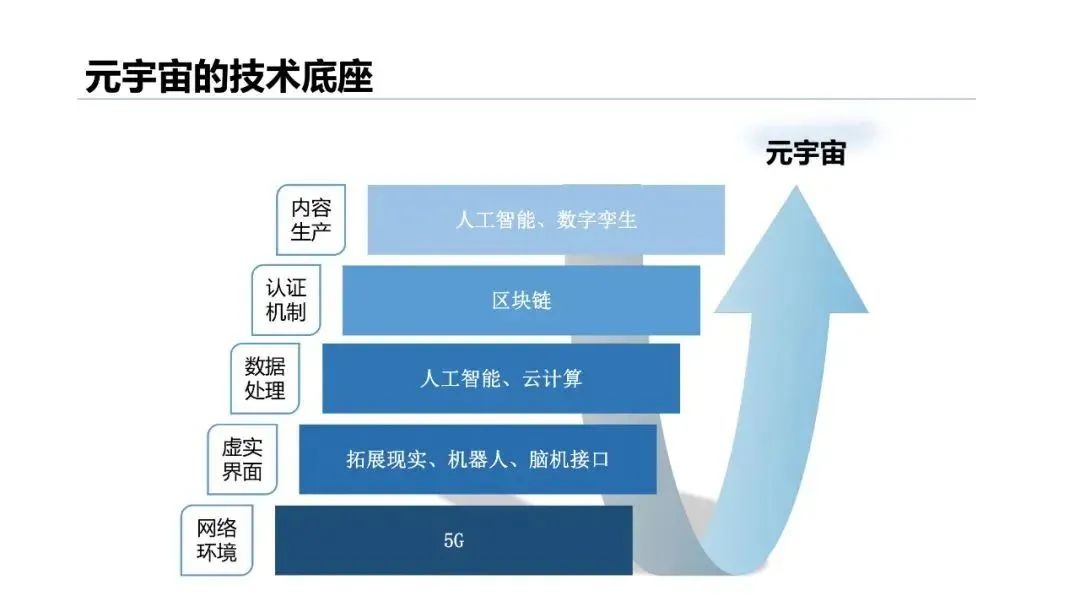 元宇宙的技术底座
元宇宙
内容
生产
人工智能、数字孪生
认证
机制
区块链
数据
处理
人工智能、云计算
虚实
界面
拓展现实、机器人、脑机接口
网络
环境
5G